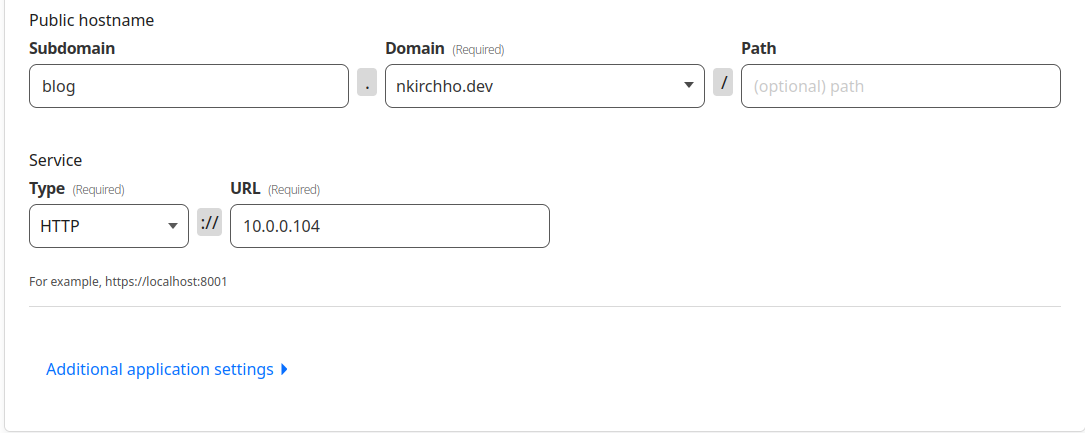 Public hostname
Subdomain Domain (Required) Path
blog . nkirchho.dev / (optional) path
Service
Type (Required) URL (Required)
HTTP :// 10.0.0.104
For example, https://localhost:8001
Additional application settings